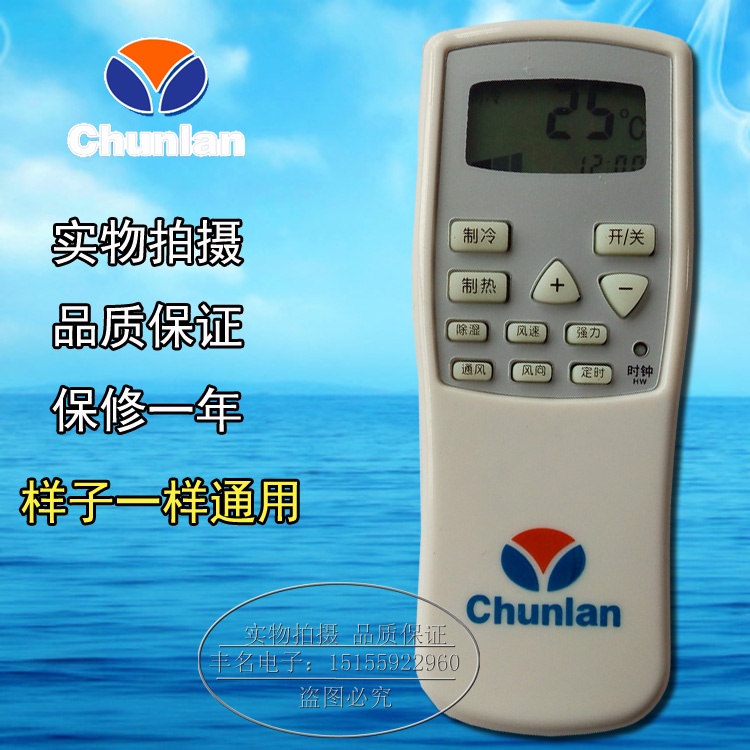 Chunlan
实物拍摄
品质保证
保修一年
样子一样通用
25℃
12:00
制冷
开/关
制热
+
−
除湿
风速
强力
通风
风向
定时
时钟
HW
Chunlan
实物拍摄 品质保证
丰名电子：15155922960
盗图必究